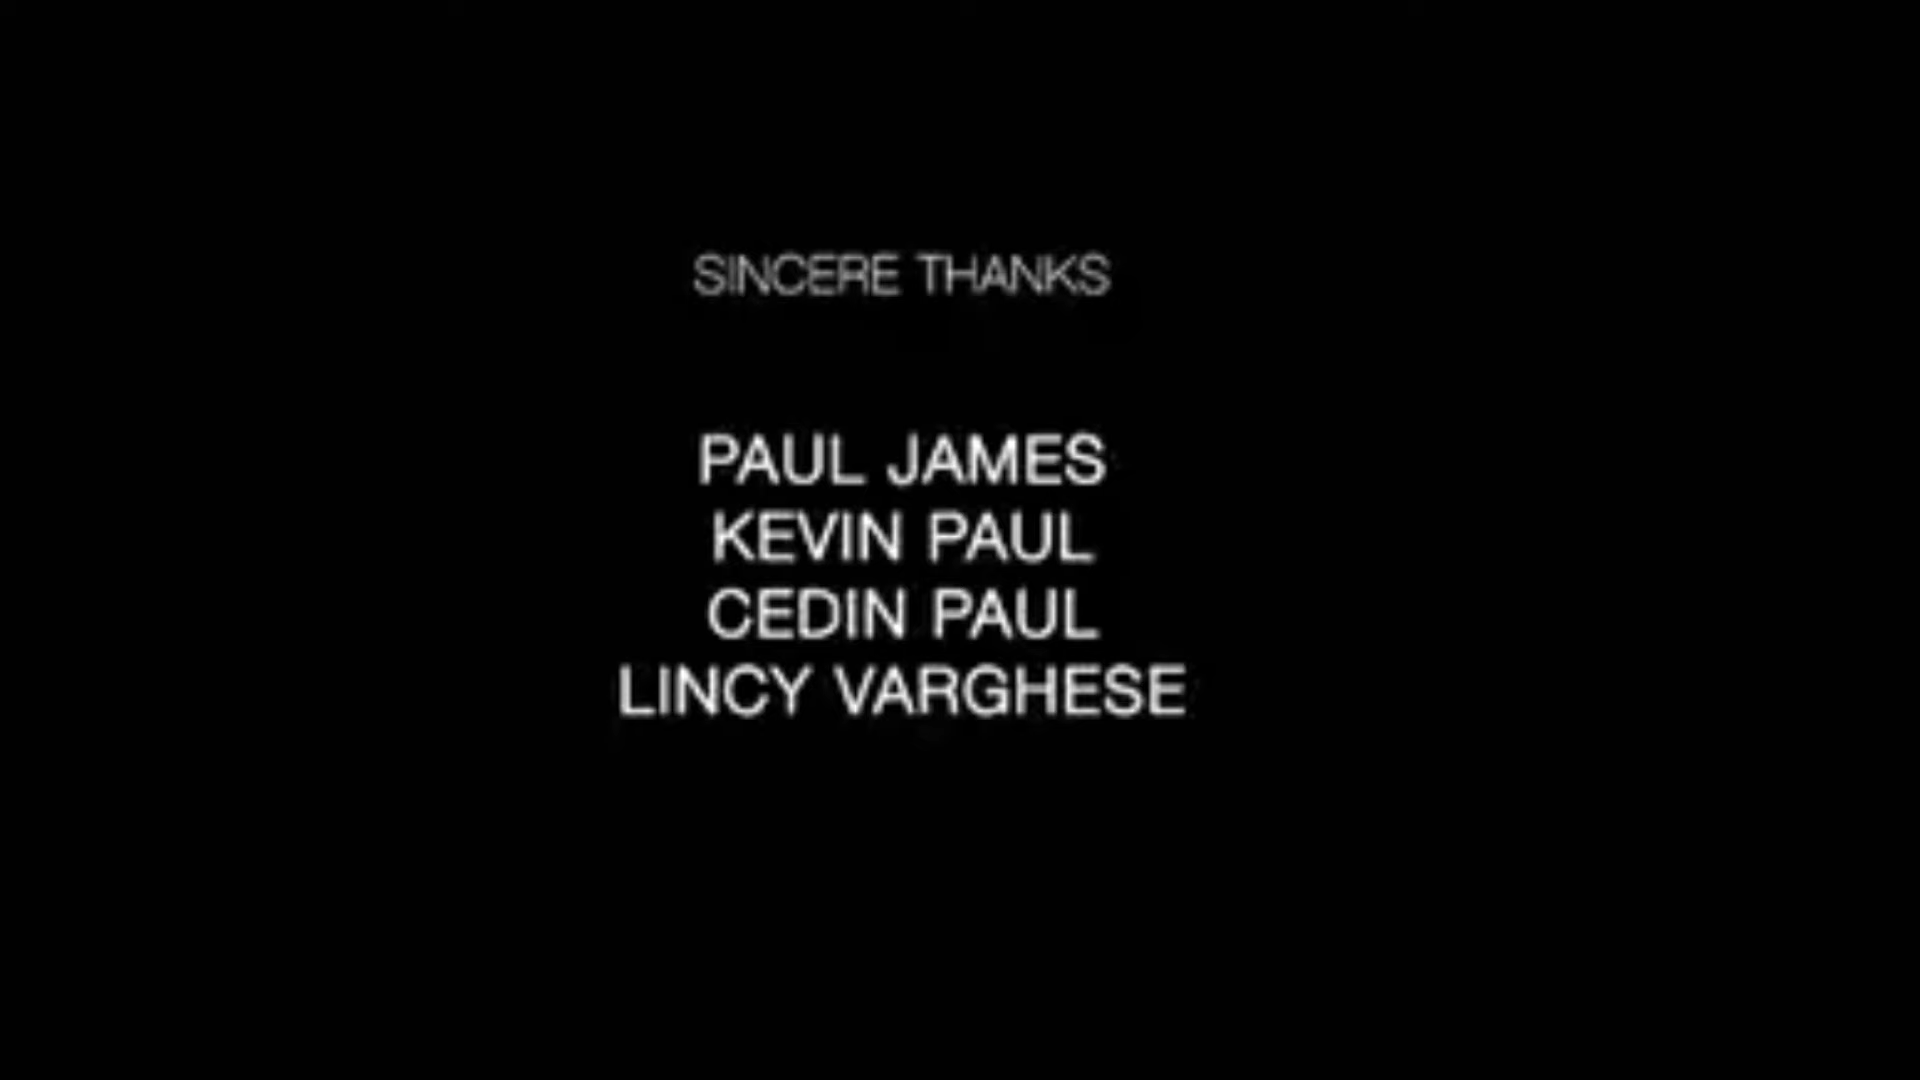 SINCERE THANKS
PAUL JAMES
KEVIN PAUL
CEDIN PAUL
LINCY VARGHESE